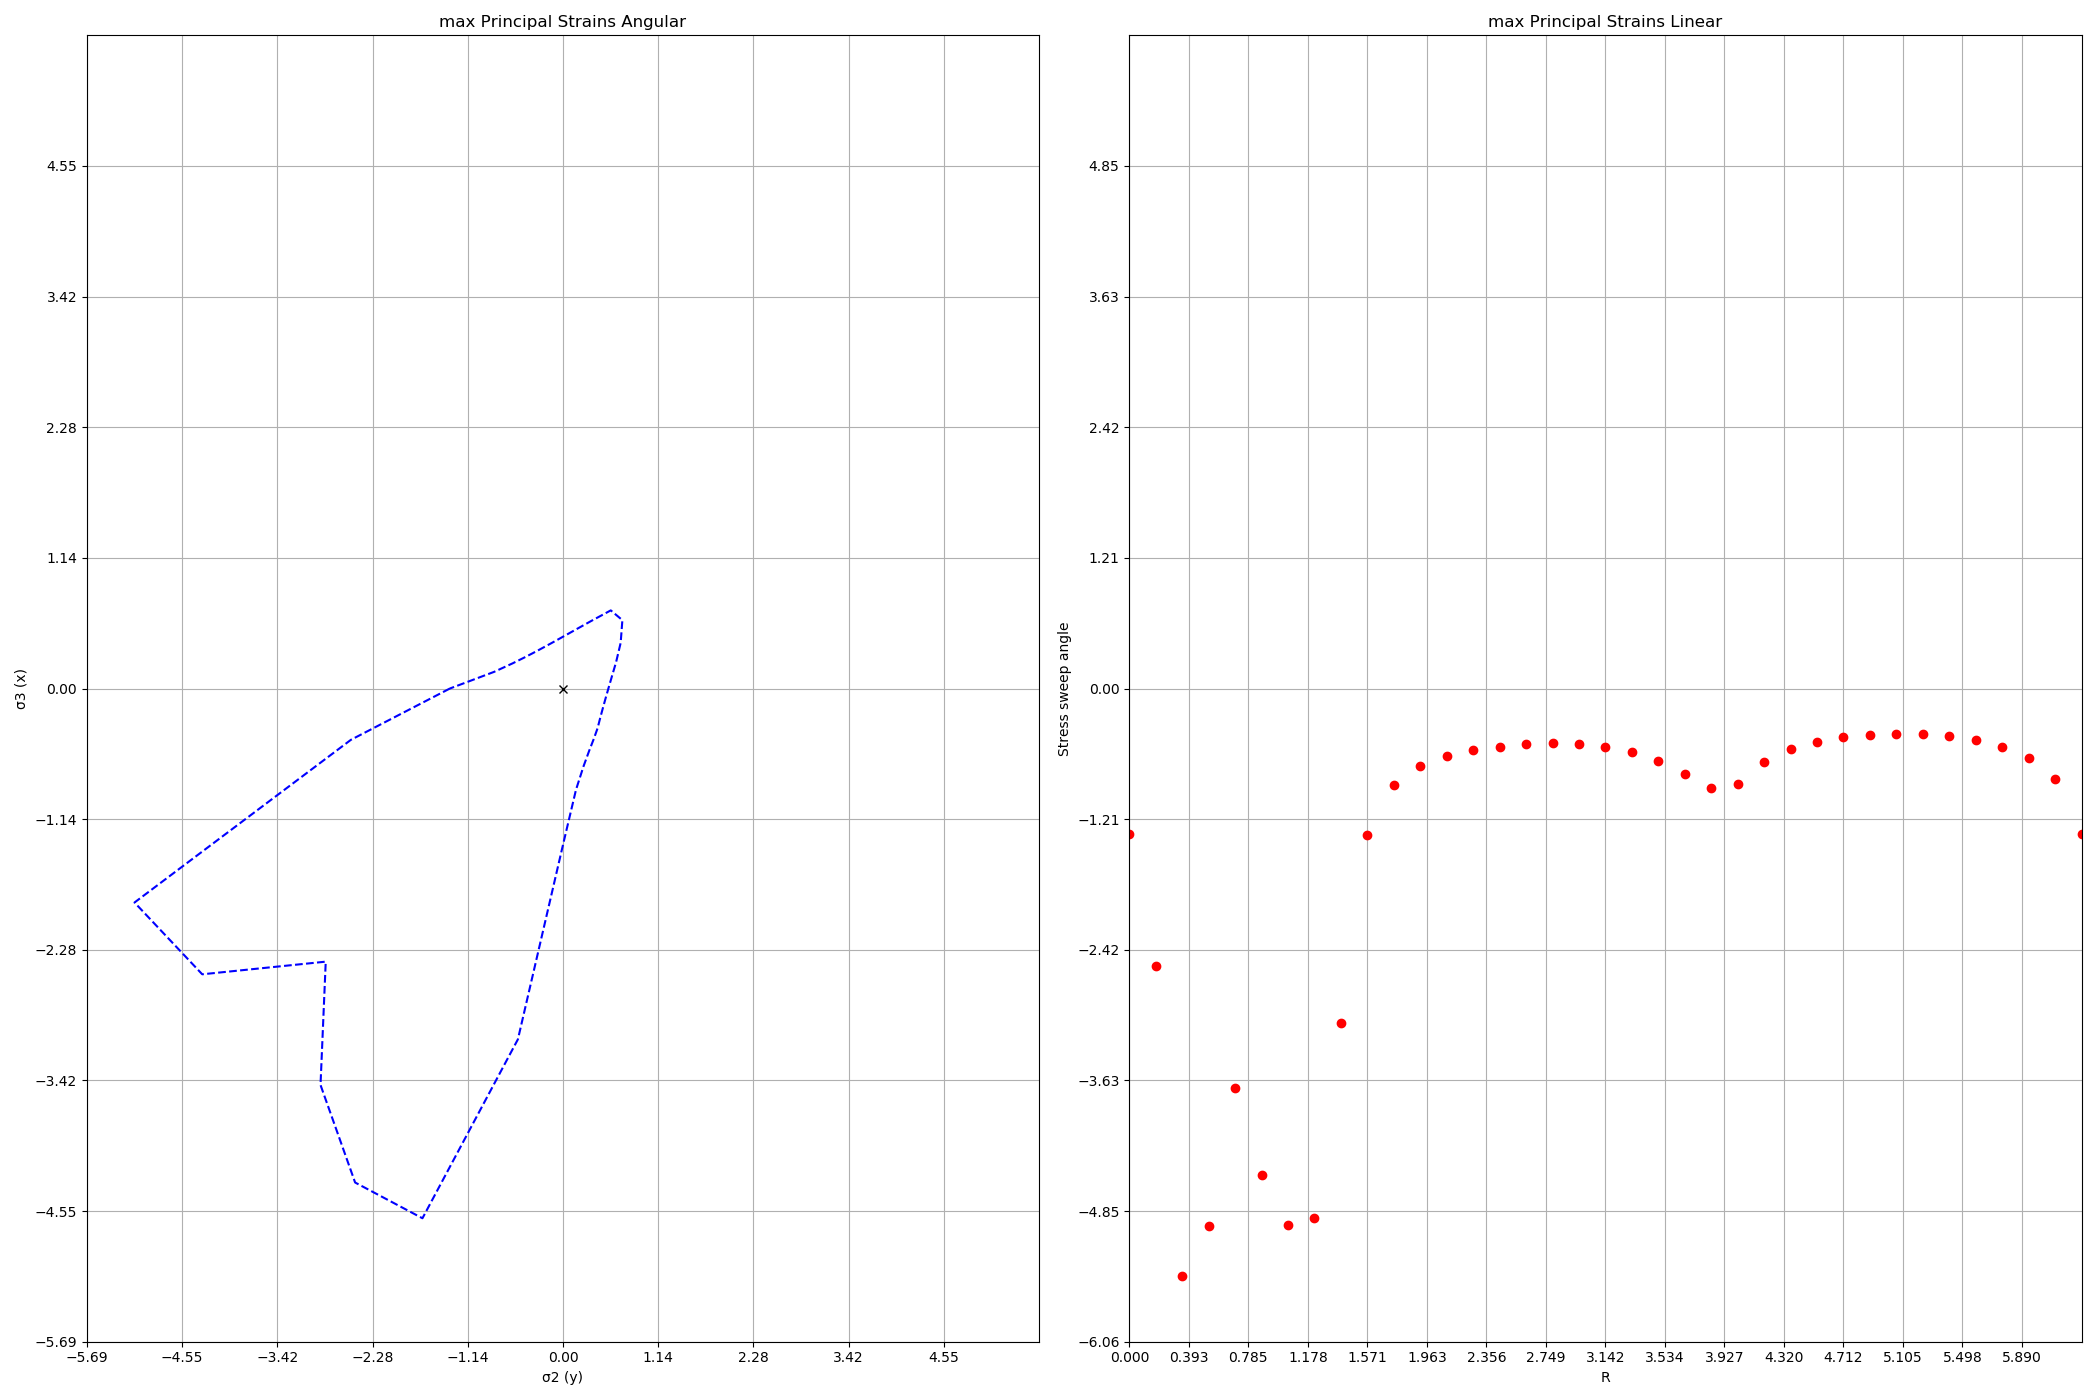 max Principal Strains Angular
4.55
3.42
2.28
1.14
0.00
−1.14
−2.28
−3.42
−4.55
−5.69
σ3 (x)
−5.69 −4.55 −3.42 −2.28 −1.14 0.00 1.14 2.28 3.42 4.55
σ2 (y)
max Principal Strains Linear
4.85
3.63
2.42
1.21
0.00
−1.21
−2.42
−3.63
−4.85
−6.06
Stress sweep angle
0.000 0.393 0.785 1.178 1.571 1.963 2.356 2.749 3.142 3.534 3.927 4.320 4.712 5.105 5.498 5.890
R